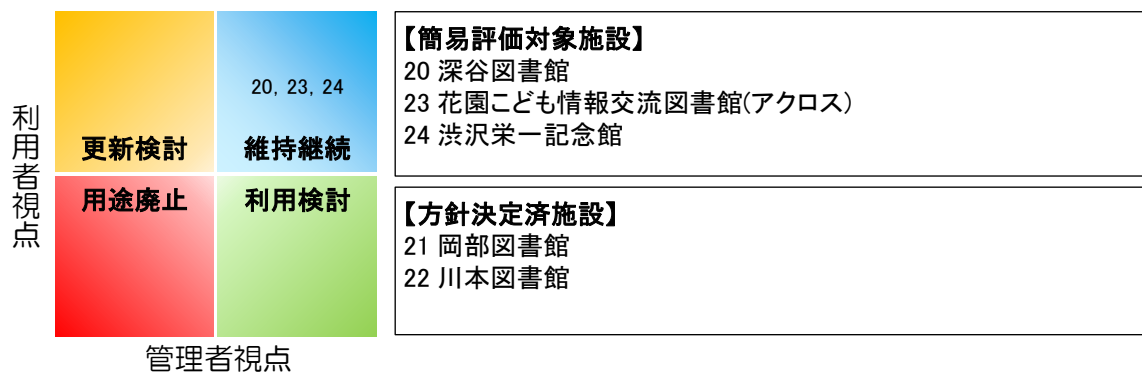 利用者視点
20, 23, 24
更新検討
維持継続
用途廃止
利用検討
管理者視点
【簡易評価対象施設】
20 深谷図書館
23 花園こども情報交流図書館(アクロス)
24 渋沢栄一記念館
【方針決定済施設】
21 岡部図書館
22 川本図書館